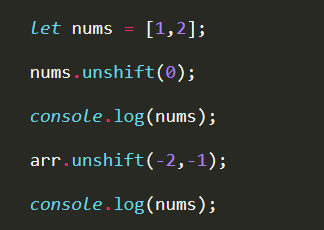 let nums = [1,2];
nums.unshift(0);
console.log(nums);
arr.unshift(-2,-1);
console.log(nums);